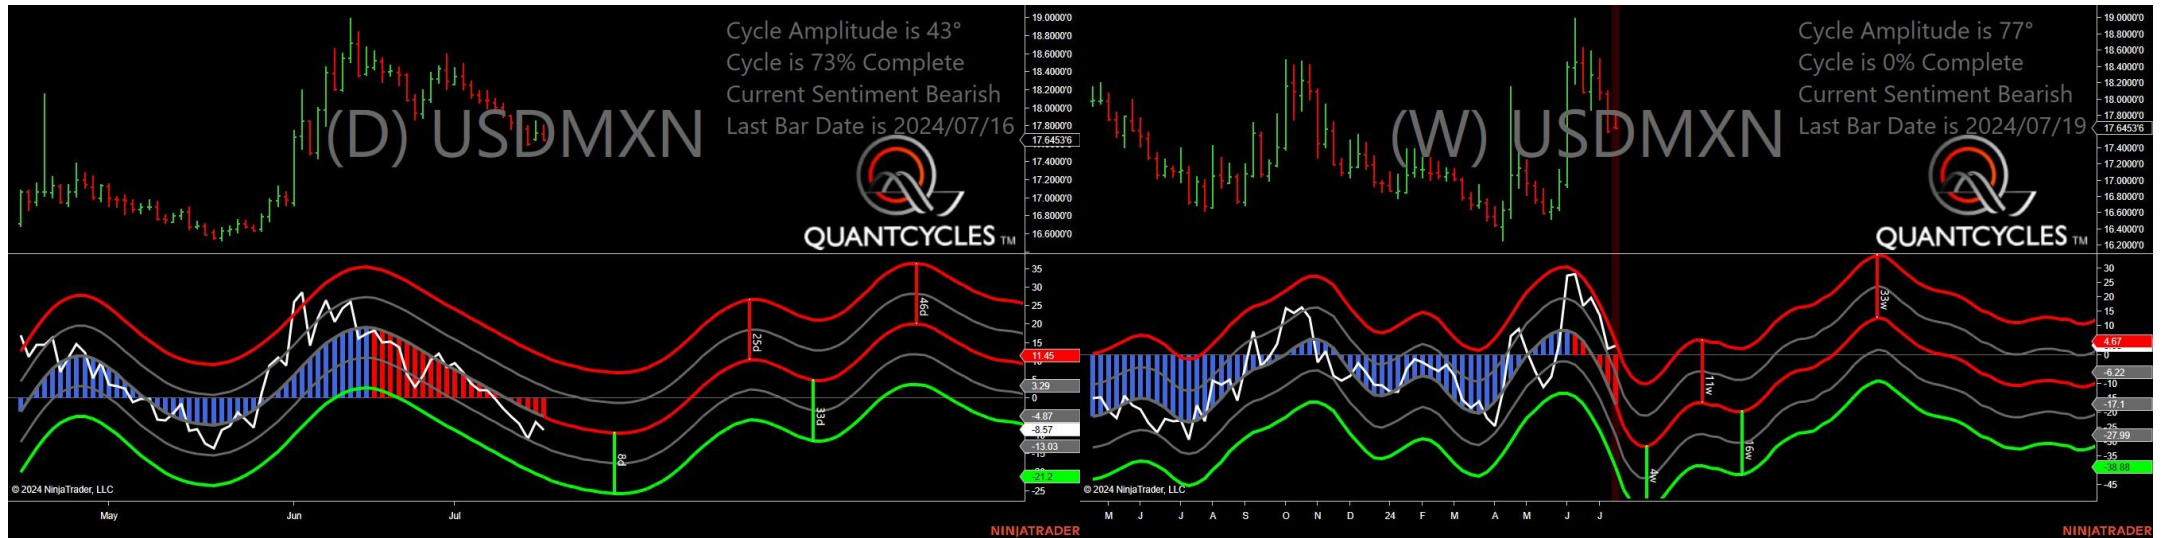 Cycle Amplitude is 43°
Cycle is 73% Complete
Current Sentiment Bearish
Last Bar Date is 2024/07/16
(D) USDMXN
QUANTCYCLES TM
19.0000'0
18.8000'0
18.6000'0
18.4000'0
18.2000'0
18.0000'0
17.8000'0
17.6453'6
17.4000'0
17.2000'0
17.0000'0
16.8000'0
16.6000'0
35
30
25
20
15
11.45
5
3.29
0
-4.87
-8.57
-13.03
-15
-21.2
-25
8d
25d
33d
46d
© 2024 NinjaTrader, LLC
May Jun Jul
NINJATRADER
Cycle Amplitude is 77°
Cycle is 0% Complete
Current Sentiment Bearish
Last Bar Date is 2024/07/19
(W) USDMXN
QUANTCYCLES TM
19.0000'0
18.8000'0
18.6000'0
18.4000'0
18.2000'0
18.0000'0
17.8000'0
17.6453'6
17.4000'0
17.2000'0
17.0000'0
16.8000'0
16.6000'0
16.4000'0
16.2000'0
30
25
20
15
10
4.67
0
-6.22
-10
-17.1
-20
-27.99
-35
-38.88
-45
4w
11w
16w
33w
© 2024 NinjaTrader, LLC
M J J A S O N D 24 F M A M J J
NINJATRADER